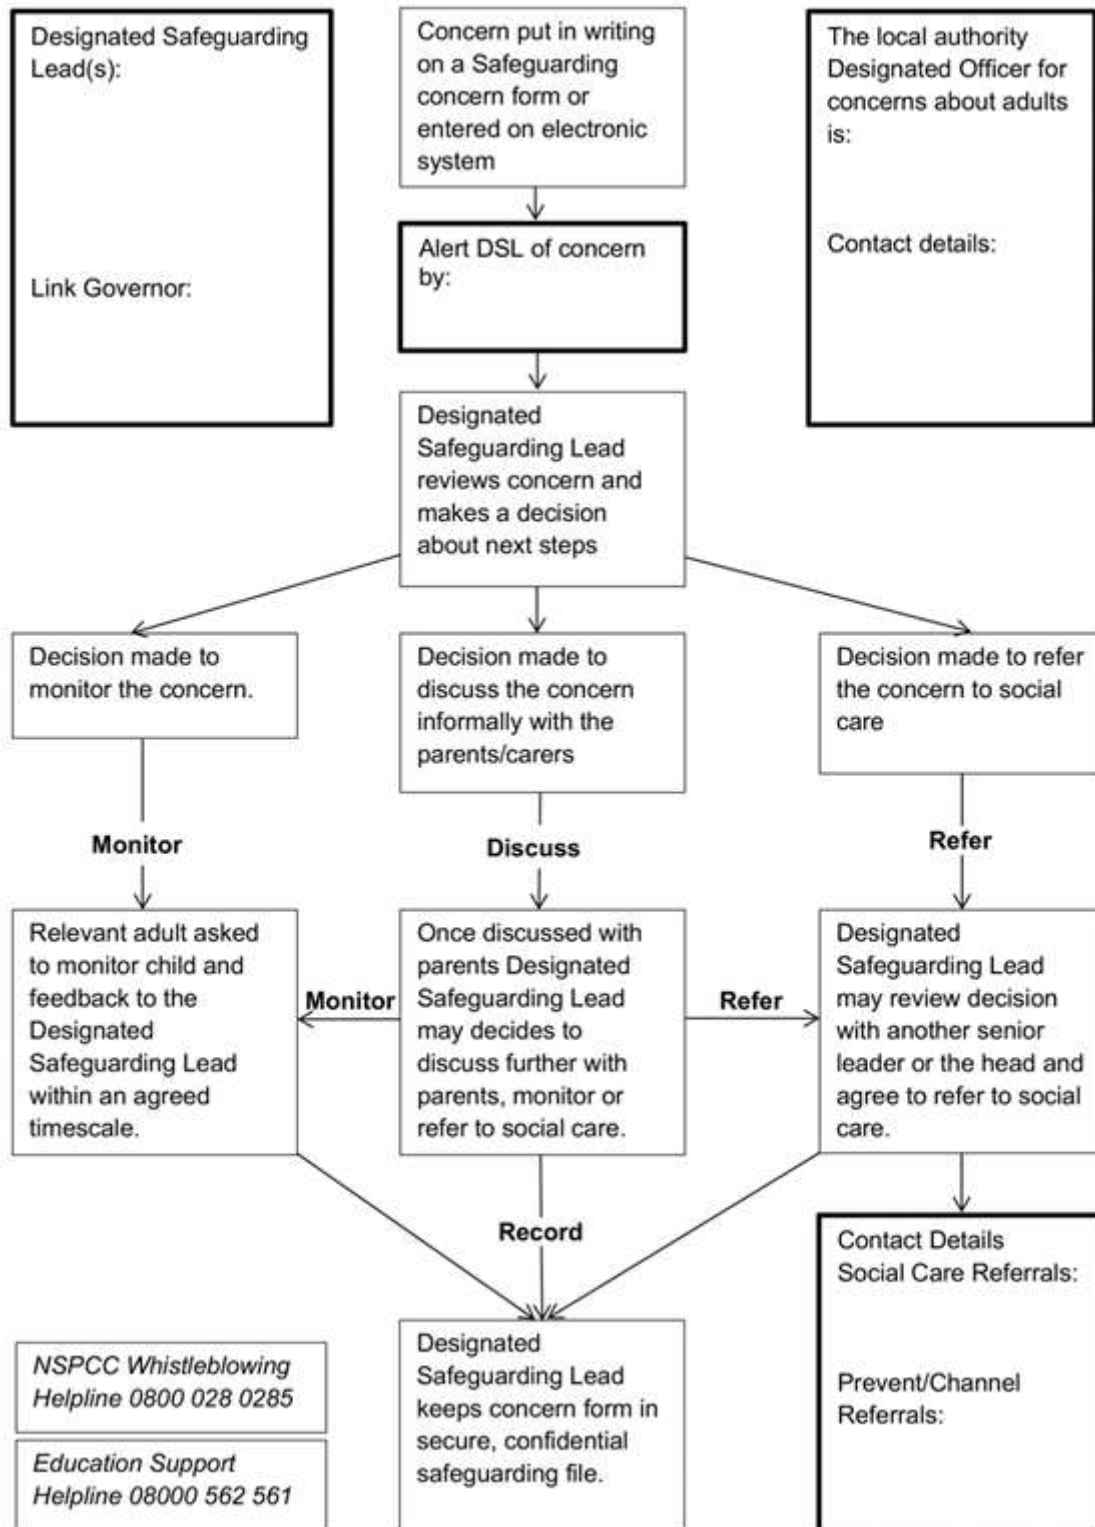 Designated Safeguarding
Lead(s):
Link Governor:
Concern put in writing
on a Safeguarding
concern form or
entered on electronic
system
The local authority
Designated Officer for
concerns about adults
is:
Contact details:
Alert DSL of concern
by:
Designated
Safeguarding Lead
reviews concern and
makes a decision
about next steps
Decision made to
monitor the concern.
Decision made to
discuss the concern
informally with the
parents/carers
Decision made to refer
the concern to social
care
Monitor
Discuss
Refer
Relevant adult asked
to monitor child and
feedback to the
Designated
Safeguarding Lead
within an agreed
timescale.
Monitor
Once discussed with
parents Designated
Safeguarding Lead
may decides to
discuss further with
parents, monitor or
refer to social care.
Refer
Designated
Safeguarding Lead
may review decision
with another senior
leader or the head and
agree to refer to social
care.
Record
Contact Details
Social Care Referrals:
Prevent/Channel
Referrals:
Designated
Safeguarding Lead
keeps concern form in
secure, confidential
safeguarding file.
NSPCC Whistleblowing
Helpline 0800 028 0285
Education Support
Helpline 08000 562 561